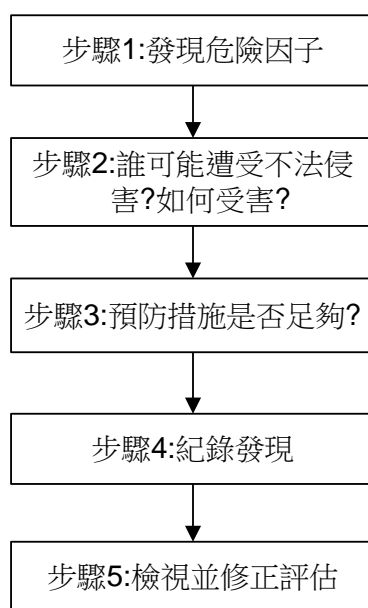 步驟1:發現危險因子
步驟2:誰可能遭受不法侵
害?如何受害?
步驟3:預防措施是否足夠?
步驟4:紀錄發現
步驟5:檢視並修正評估